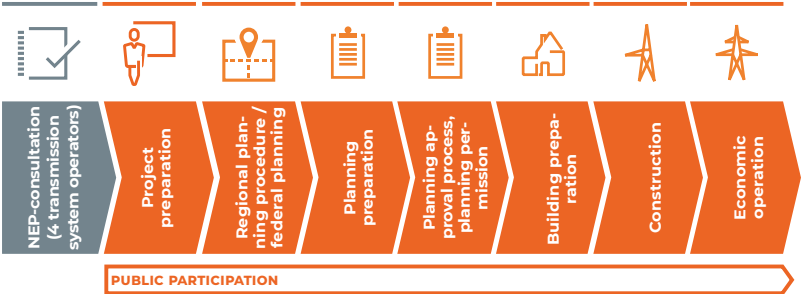 NEP-consultation
(4 transmission
system operators)
Project
preparation
Regional plan-
ning procedure /
federal planning
Planning
preparation
Planning ap-
proval process,
planning per-
mission
Building prepa-
ration
Construction
Economic
operation
PUBLIC PARTICIPATION